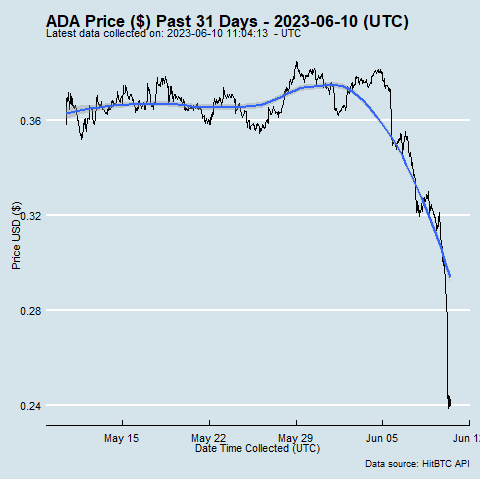 ADA Price ($) Past 31 Days - 2023-06-10 (UTC)
Latest data collected on: 2023-06-10 11:04:13 - UTC
0.36
0.32
0.28
0.24
Price USD ($)
May 15 May 22 May 29 Jun 05 Jun 1
Date Time Collected (UTC)
Data source: HitBTC API